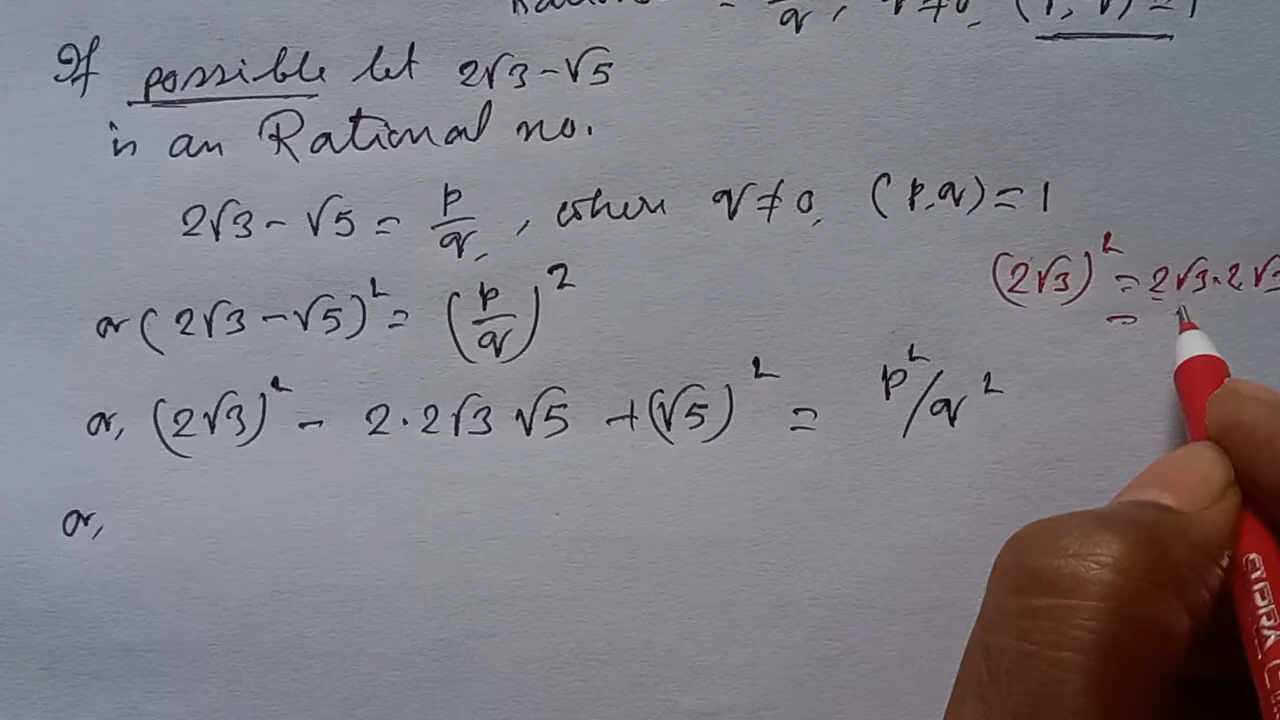 q, q≠0, (p, q) = 1
If possible let 2√3-√5
is an Rational no.
2√3-√5 = p/q, where q≠0, (p,q)=1
or (2√3-√5)² = (p/q)²
(2√3)² = 2√3.2√3
=
or, (2√3)² - 2.2√3 √5 +(√5)² = p²/q²
or,